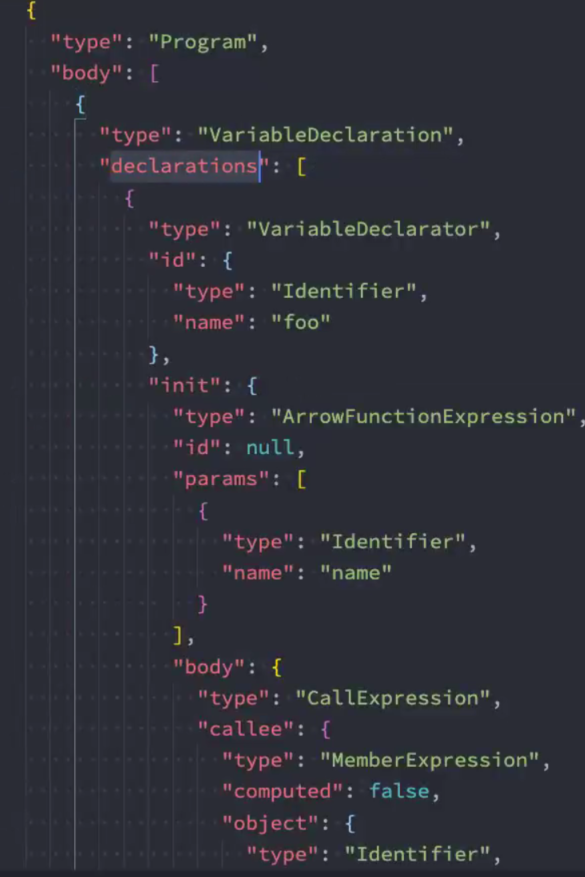 {
"type": "Program",
"body": [
{
"type": "VariableDeclaration",
"declarations": [
{
"type": "VariableDeclarator",
"id": {
"type": "Identifier",
"name": "foo"
},
"init": {
"type": "ArrowFunctionExpression",
"id": null,
"params": [
{
"type": "Identifier",
"name": "name"
}
],
"body": {
"type": "CallExpression",
"callee": {
"type": "MemberExpression",
"computed": false,
"object": {
"type": "Identifier",